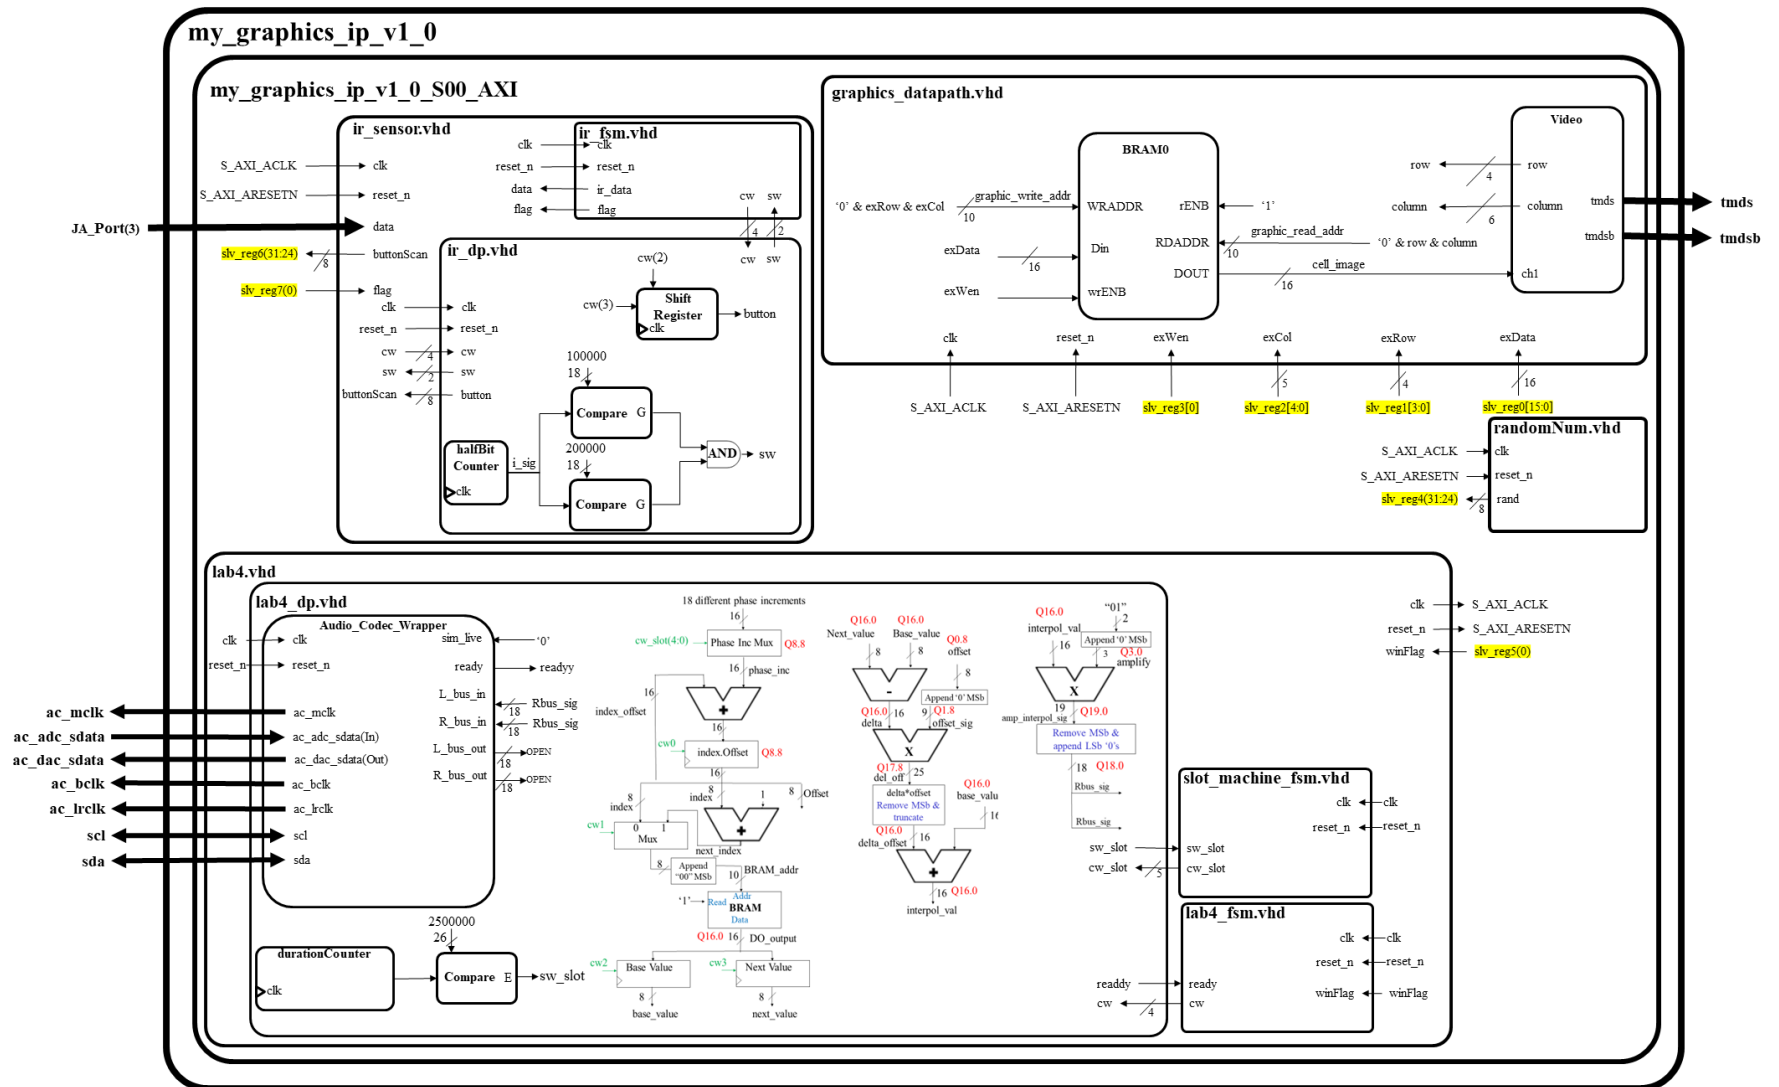 my_graphics_ip_v1_0
my_graphics_ip_v1_0_S00_AXI
ir_sensor.vhd
S_AXI_ACLK
clk
S_AXI_ARESETN
reset_n
JA_Port(3)
data
slv_reg6(31:24)
8
buttonScan
slv_reg7(0)
flag
ir_fsm.vhd
clk
clk
reset_n
reset_n
data
ir_data
flag
flag
cw
sw
4
2
cw
sw
ir_dp.vhd
clk
clk
reset_n
reset_n
cw
4
cw
sw
2
sw
buttonScan
8
button
cw(2)
cw(3)
Shift
Register
clk
button
100000
18
Compare G
200000
18
Compare G
halfBit
Counter
clk
i_sig
AND
sw
graphics_datapath.vhd
Video
BRAM0
row
4
row
column
6
column
tmds
tmds
tmdsb
tmdsb
ch1
‘0’ & exRow & exCol
graphic_write_addr
10
WRADDR
exData
16
Din
exWen
wrENB
rENB
‘1’
RDADDR
graphic_read_addr
10
‘0’ & row & column
DOUT
cell_image
16
clk
reset_n
exWen
exCol
exRow
exData
5
4
16
S_AXI_ACLK
S_AXI_ARESETN
slv_reg3[0]
slv_reg2[4:0]
slv_reg1[3:0]
slv_reg0[15:0]
randomNum.vhd
S_AXI_ACLK
clk
S_AXI_ARESETN
reset_n
slv_reg4(31:24)
8
rand
lab4.vhd
clk
S_AXI_ACLK
reset_n
S_AXI_ARESETN
winFlag
slv_reg5(0)
lab4_dp.vhd
Audio_Codec_Wrapper
clk
clk
reset_n
reset_n
sim_live
‘0’
ready
readyy
L_bus_in
18
Rbus_sig
R_bus_in
18
Rbus_sig
L_bus_out
18
OPEN
R_bus_out
18
OPEN
ac_mclk
ac_mclk
ac_adc_sdata
ac_adc_sdata(In)
ac_dac_sdata
ac_dac_sdata(Out)
ac_bclk
ac_bclk
ac_lrclk
ac_lrclk
scl
scl
sda
sda
durationCounter
clk
2500000
26
Compare E
sw_slot
18 different phase increments
16
cw_slot(4:0)
Phase Inc Mux
Q8.8
16
phase_inc
16
index_offset
+
16
cw0
index.Offset
Q8.8
16
8
index
8
index
1
8
Offset
cw1
0 1
Mux
+
next_index
8
Append
“00” MSb
10
BRAM_addr
‘1’
Read
Addr
BRAM
Data
Q16.0
16
DO_output
cw2
Base Value
cw3
Next Value
8
8
base_value
next_value
Q16.0
Q16.0
Next_value
Base_value
8
8
Q0.8
offset
8
-
Append ‘0’ MSb
Q16.0
16
delta
9
Q1.8
offset_sig
X
Q17.8
25
del_off
delta*offset
Remove MSb &
truncate
Q16.0
16
delta_offset
Q16.0
base_valu
16
+
16
Q16.0
interpol_val
Q16.0
interpol_val
16
“01”
2
Append ‘0’ MSb
3
Q3.0
amplify
X
19
Q19.0
amp_interpol_sig
Remove MSb &
append LSb ‘0’s
18
Q18.0
Rbus_sig
Rbus_sig
slot_machine_fsm.vhd
clk
clk
reset_n
reset_n
sw_slot
sw_slot
cw_slot
5
cw_slot
lab4_fsm.vhd
clk
clk
reset_n
reset_n
readdy
ready
winFlag
winFlag
cw
4
cw